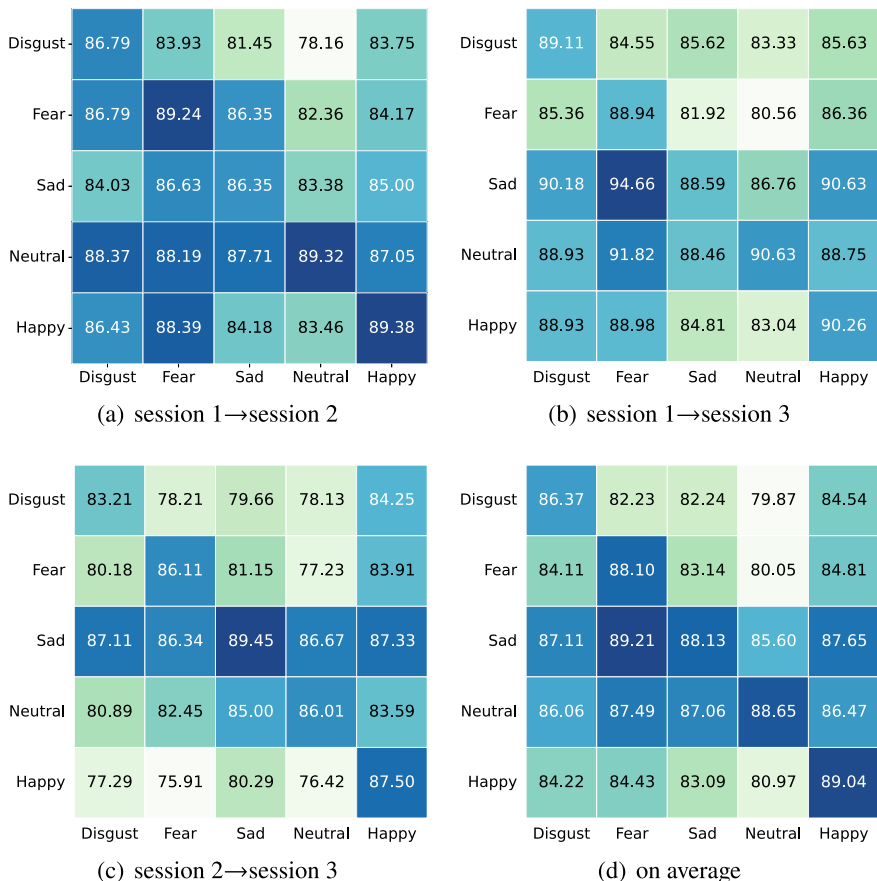 Disgust 86.79 83.93 81.45 78.16 83.75
Fear 86.79 89.24 86.35 82.36 84.17
Sad 84.03 86.63 86.35 83.38 85.00
Neutral 88.37 88.19 87.71 89.32 87.05
Happy 86.43 88.39 84.18 83.46 89.38
Disgust Fear Sad Neutral Happy
(a) session 1→session 2
Disgust 89.11 84.55 85.62 83.33 85.63
Fear 85.36 88.94 81.92 80.56 86.36
Sad 90.18 94.66 88.59 86.76 90.63
Neutral 88.93 91.82 88.46 90.63 88.75
Happy 88.93 88.98 84.81 83.04 90.26
Disgust Fear Sad Neutral Happy
(b) session 1→session 3
Disgust 83.21 78.21 79.66 78.13 84.25
Fear 80.18 86.11 81.15 77.23 83.91
Sad 87.11 86.34 89.45 86.67 87.33
Neutral 80.89 82.45 85.00 86.01 83.59
Happy 77.29 75.91 80.29 76.42 87.50
Disgust Fear Sad Neutral Happy
(c) session 2→session 3
Disgust 86.37 82.23 82.24 79.87 84.54
Fear 84.11 88.10 83.14 80.05 84.81
Sad 87.11 89.21 88.13 85.60 87.65
Neutral 86.06 87.49 87.06 88.65 86.47
Happy 84.22 84.43 83.09 80.97 89.04
Disgust Fear Sad Neutral Happy
(d) on average